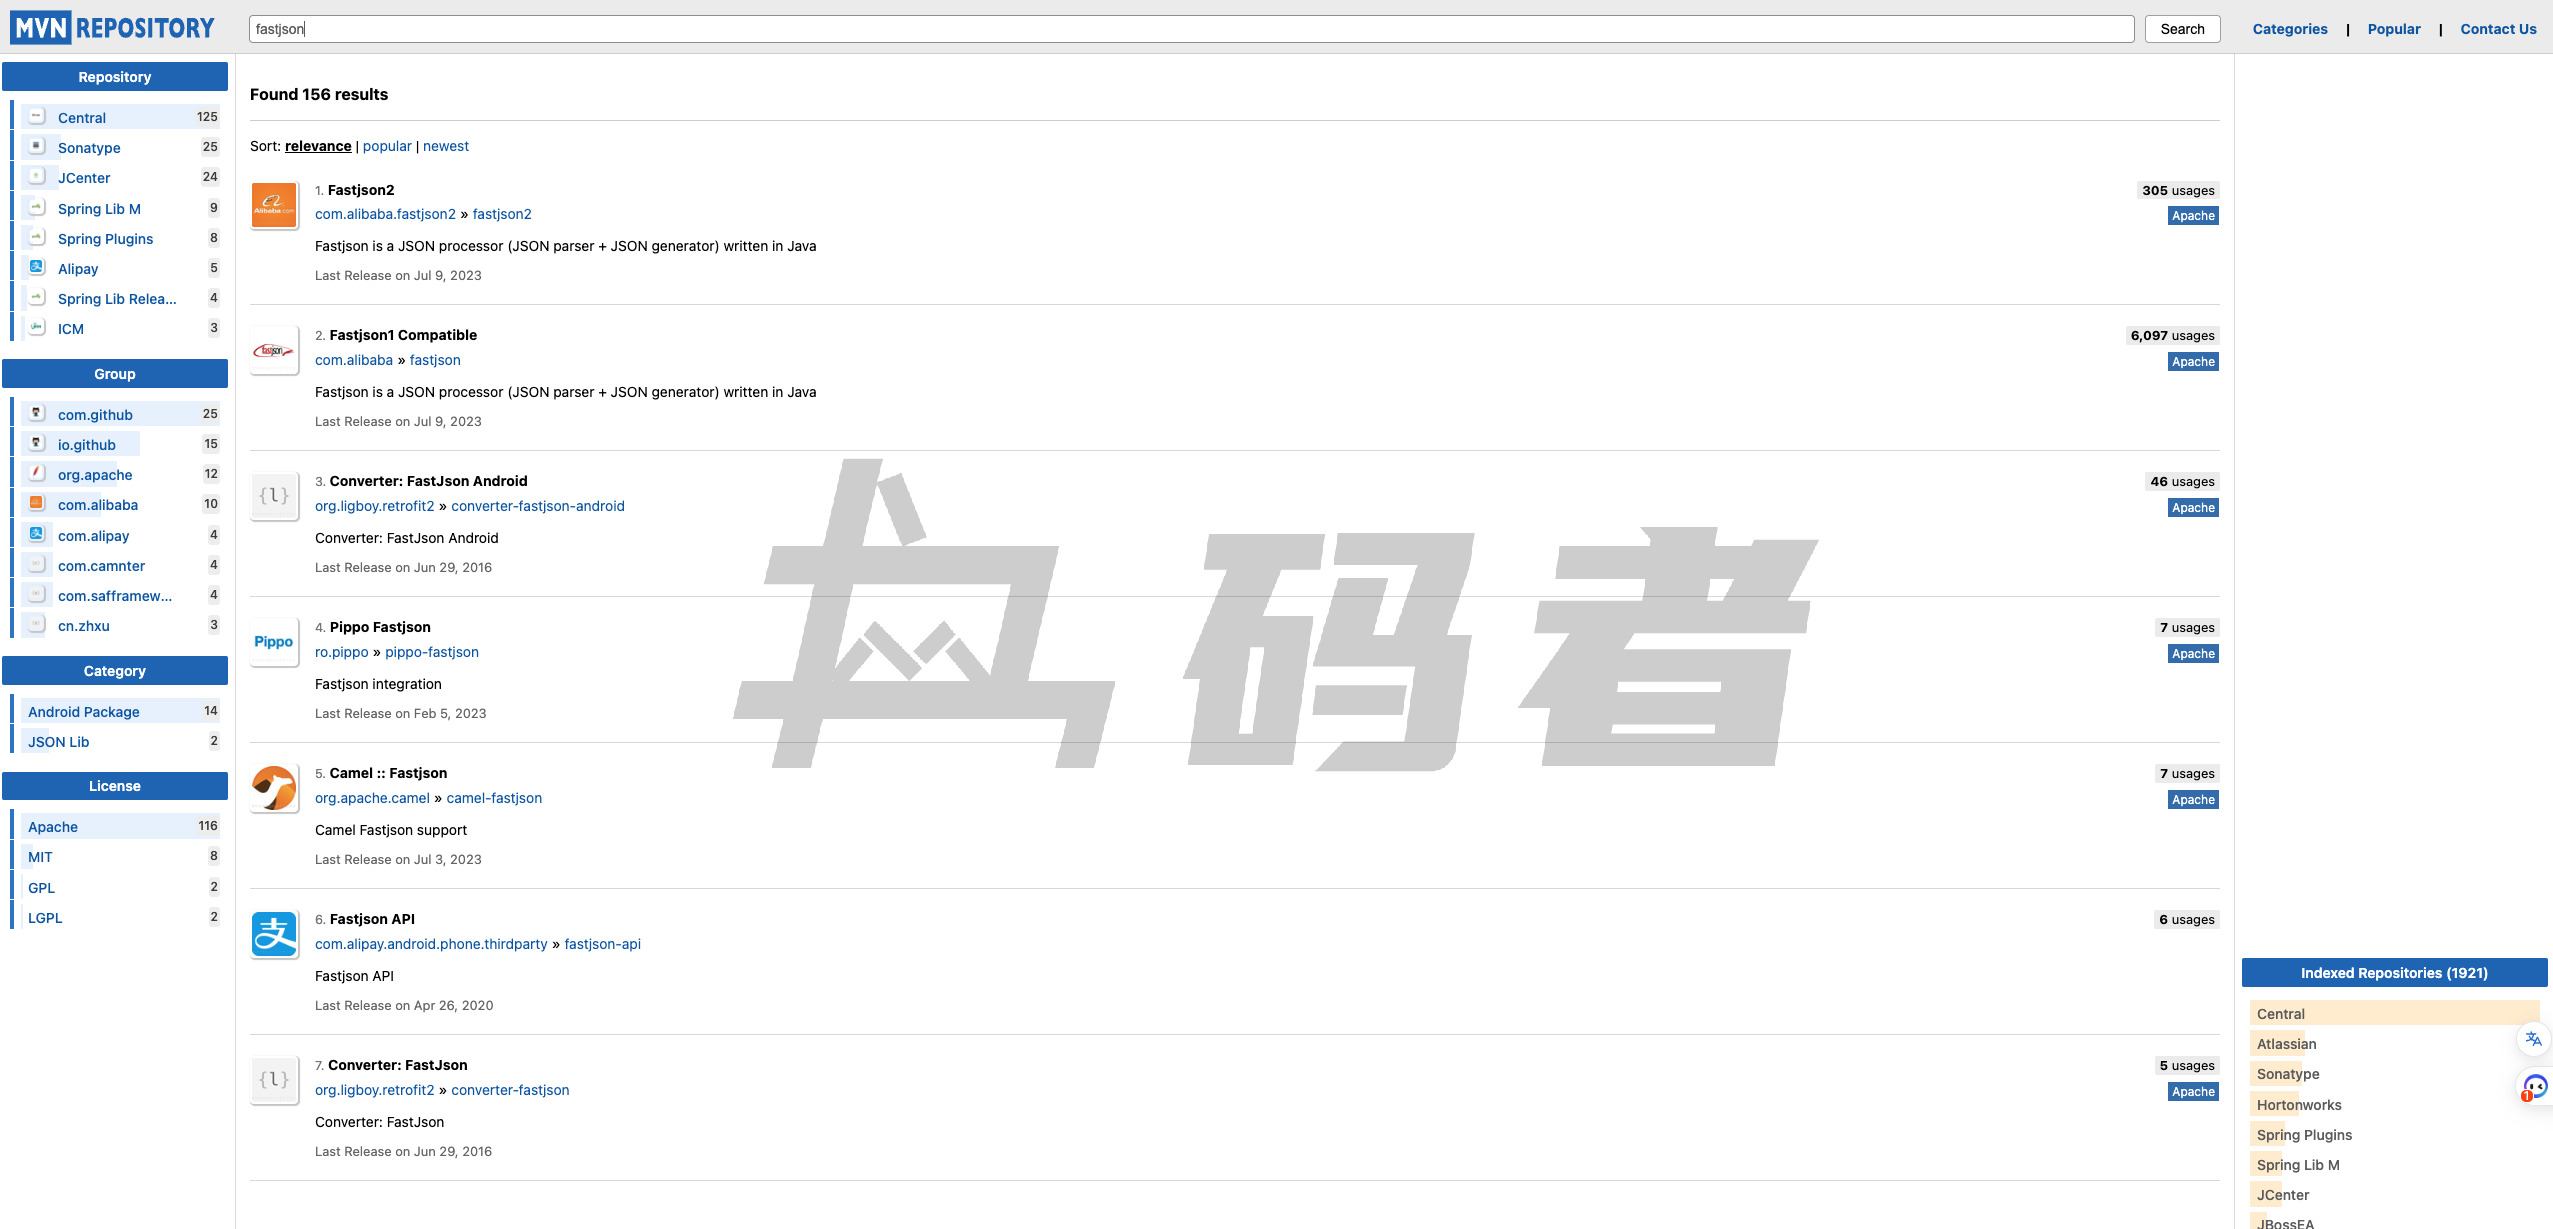 MVN REPOSITORY
fastjson
Search
Categories | Popular | Contact Us
Repository
Central 125
Sonatype 25
JCenter 24
Spring Lib M 9
Spring Plugins 8
Alipay 5
Spring Lib Relea... 4
ICM 3
Group
com.github 25
io.github 15
org.apache 12
com.alibaba 10
com.alipay 4
com.camnter 4
com.safframew... 4
cn.zhxu 3
Category
Android Package 14
JSON Lib 2
License
Apache 116
MIT 8
GPL 2
LGPL 2
Found 156 results
Sort: relevance | popular | newest
Alibaba.com
1. Fastjson2
305 usages
com.alibaba.fastjson2 » fastjson2
Apache
Fastjson is a JSON processor (JSON parser + JSON generator) written in Java
Last Release on Jul 9, 2023
fastjson
2. Fastjson1 Compatible
6,097 usages
com.alibaba » fastjson
Apache
Fastjson is a JSON processor (JSON parser + JSON generator) written in Java
Last Release on Jul 9, 2023
{l}
3. Converter: FastJson Android
46 usages
org.ligboy.retrofit2 » converter-fastjson-android
Apache
Converter: FastJson Android
Last Release on Jun 29, 2016
Pippo
4. Pippo Fastjson
7 usages
ro.pippo » pippo-fastjson
Apache
Fastjson integration
Last Release on Feb 5, 2023
5. Camel :: Fastjson
7 usages
org.apache.camel » camel-fastjson
Apache
Camel Fastjson support
Last Release on Jul 3, 2023
支
6. Fastjson API
6 usages
com.alipay.android.phone.thirdparty » fastjson-api
Fastjson API
Last Release on Apr 26, 2020
{l}
7. Converter: FastJson
5 usages
org.ligboy.retrofit2 » converter-fastjson
Apache
Converter: FastJson
Last Release on Jun 29, 2016
码者
Indexed Repositories (1921)
Central
Atlassian
Sonatype
Hortonworks
Spring Plugins
Spring Lib M
JCenter
JBossEA
1